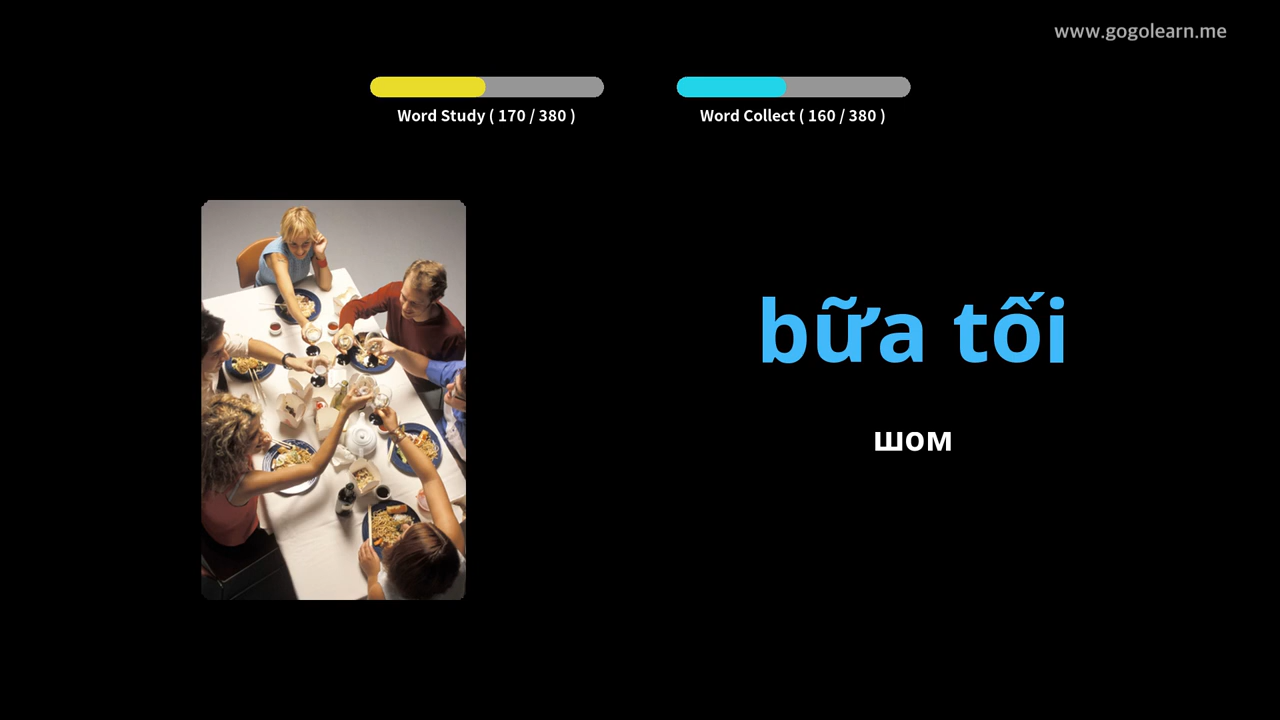 www.gogolearn.me
Word Study ( 170 / 380 )
Word Collect ( 160 / 380 )
bữa tối
шом